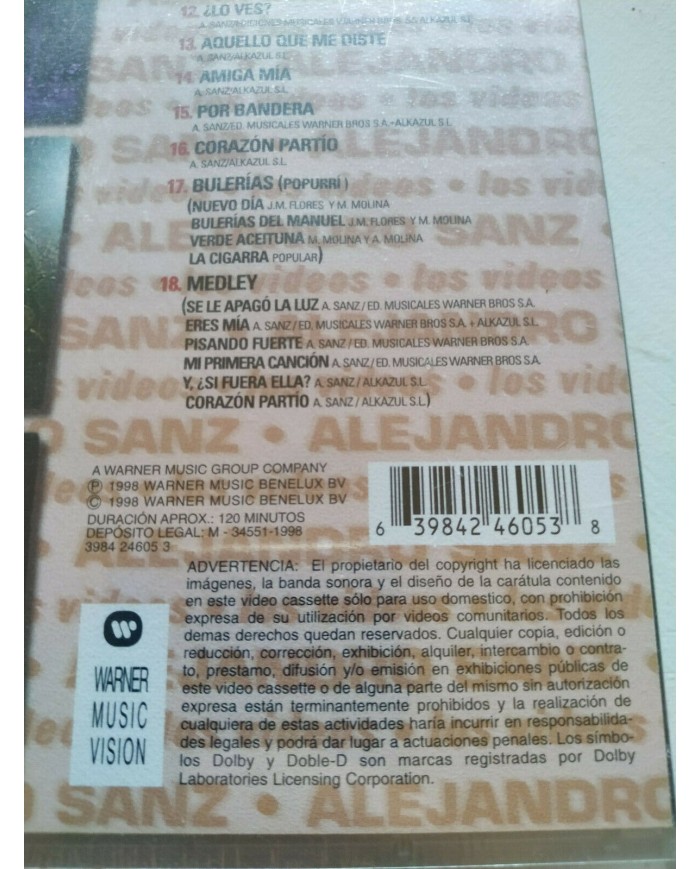 12. ¿LO VES?
13. AQUELLO QUE ME DISTE
A. SANZ/ALKAZUL S.L.
14. AMIGA MÍA
A. SANZ/ALKAZUL S.L.
15. POR BANDERA
A. SANZ/ED. MUSICALES WARNER BROS S.A.+ALKAZUL S.L.
16. CORAZÓN PARTÍO
A. SANZ/ALKAZUL S.L.
17. BULERÍAS (POPURRÍ)
(NUEVO DÍA J.M. FLORES Y M. MOLINA
BULERÍAS DEL MANUEL J.M. FLORES Y M. MOLINA
VERDE ACEITUNA M. MOLINA Y A. MOLINA
LA CIGARRA POPULAR)
18. MEDLEY
(SE LE APAGÓ LA LUZ A. SANZ/ED. MUSICALES WARNER BROS S.A.
ERES MÍA A. SANZ/ED. MUSICALES WARNER BROS S.A. + ALKAZUL S.L.
PISANDO FUERTE A. SANZ/ED. MUSICALES WARNER BROS S.A.
MI PRIMERA CANCIÓN A. SANZ/ED. MUSICALES WARNER BROS S.A.
Y, ¿SI FUERA ELLA? A. SANZ/ALKAZUL S.L.
CORAZÓN PARTÍO A. SANZ/ALKAZUL S.L.)
SANZ • ALEJANDRO
A WARNER MUSIC GROUP COMPANY
Ⓟ 1998 WARNER MUSIC BENELUX BV
© 1998 WARNER MUSIC BENELUX BV
DURACIÓN APROX.: 120 MINUTOS
DEPÓSITO LEGAL: M - 34551-1998
3984 24605 3
6 39842 46053 8
ADVERTENCIA: El propietario del copyright ha licenciado las
imágenes, la banda sonora y el diseño de la carátula contenido
en este video cassette sólo para uso domestico, con prohibición
expresa de su utilización por videos comunitarios. Todos los
demas derechos quedan reservados. Cualquier copia, edición o
reducción, corrección, exhibición, alquiler, intercambio o contra-
to, prestamo, difusión y/o emisión en exhibiciones públicas de
este video cassette o de alguna parte del mismo sin autorización
expresa están terminantemente prohibidos y la realización de
cualquiera de estas actividades haría incurrir en responsabilida-
des legales y podrá dar lugar a actuaciones penales. Los símbo-
los Dolby y Doble-D son marcas registradas por Dolby
Laboratories Licensing Corporation.
WARNER
MUSIC
VISION
SANZ • ALEJANDRO